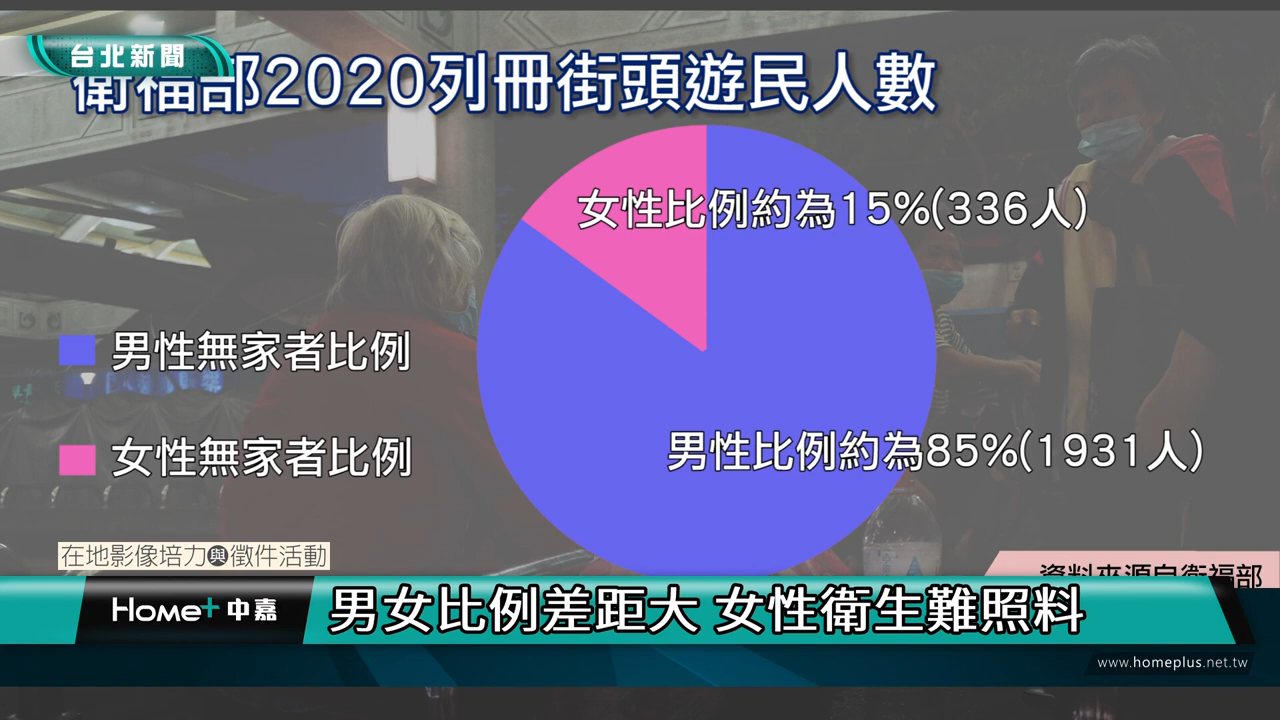 台北新聞
衛福部2020列冊街頭遊民人數
女性比例約為15%(336人)
男性無家者比例
男性比例約為85%(1931人)
女性無家者比例
在地影像培力與徵件活動
資料來源自衛福部
Home+中嘉
男女比例差距大 女性衛生難照料
www.homeplus.net.tw